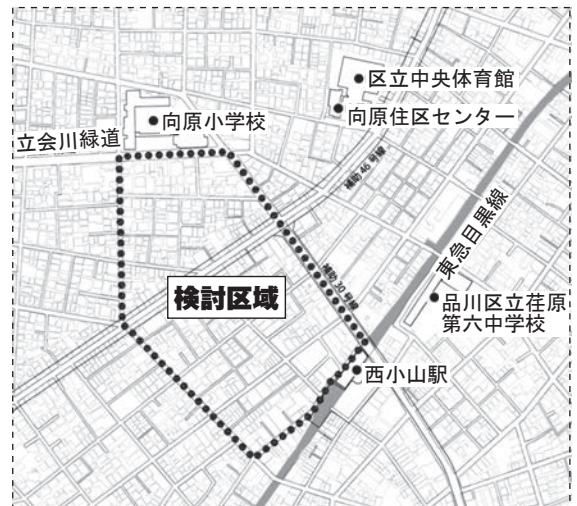 区立中央体育館
向原小学校
向原住区センター
立会川緑道
補助46号線
東急目黒線
補助30号線
検討区域
品川区立荏原
第六中学校
西小山駅